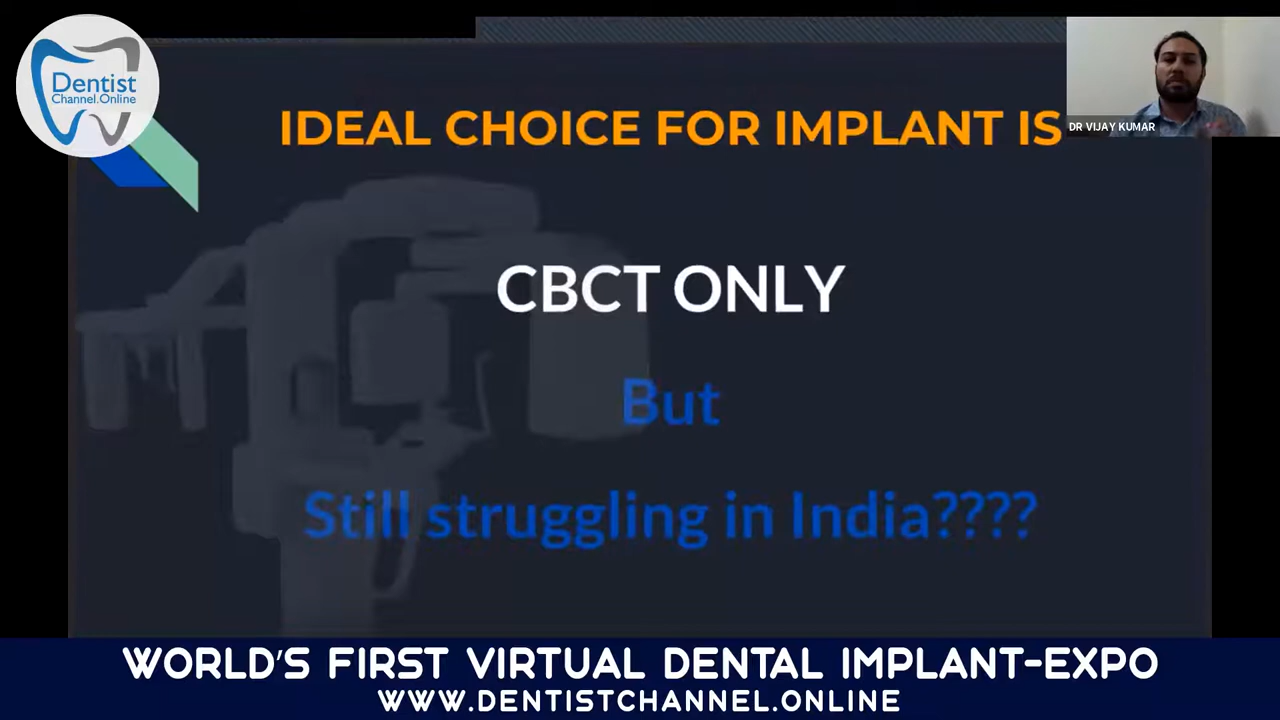 Dentist
Channel.Online
IDEAL CHOICE FOR IMPLANT IS
DR VIJAY KUMAR
CBCT ONLY
But
Still struggling in India????
WORLD'S FIRST VIRTUAL DENTAL IMPLANT-EXPO
WWW.DENTISTCHANNEL.ONLINE